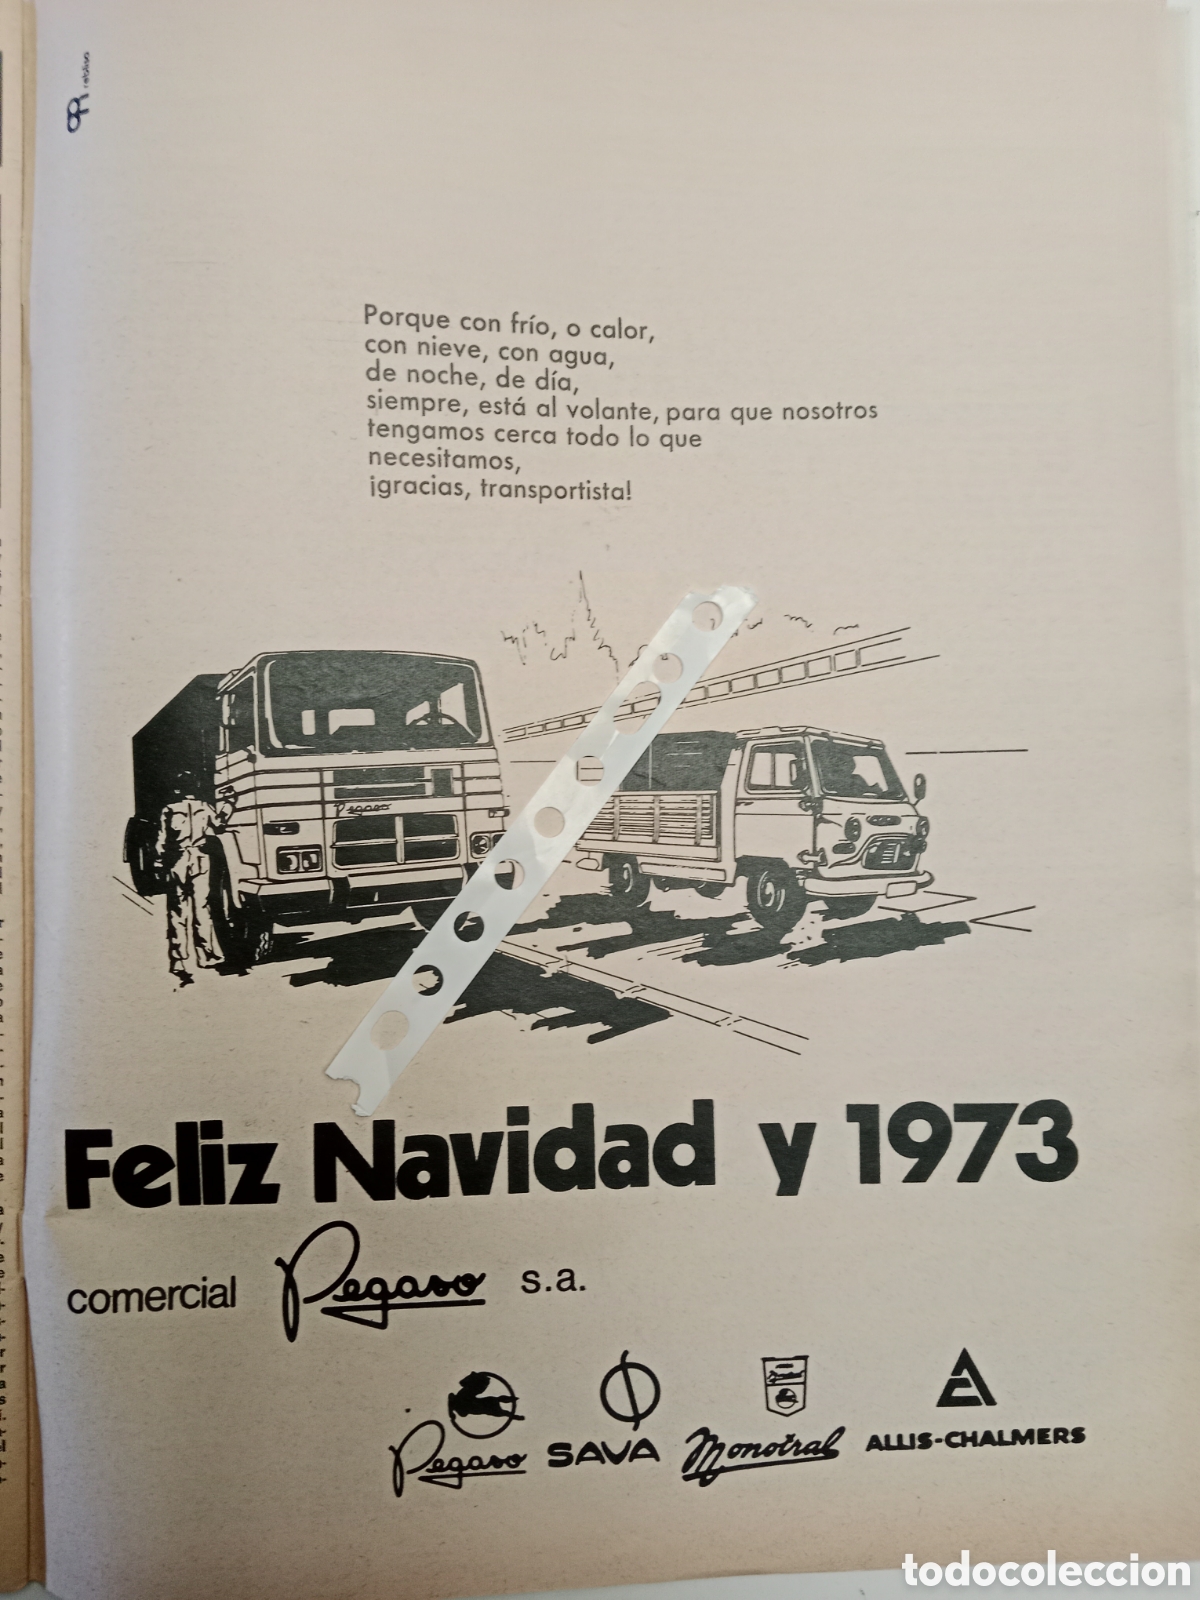 Porque con frío, o calor,
con nieve, con agua,
de noche, de día,
siempre, está al volante, para que nosotros
tengamos cerca todo lo que
necesitamos,
¡gracias, transportista!
Pegaso
Feliz Navidad y 1973
comercial Pegaso s.a.
Pegaso SAVA Monotral ALLIS-CHALMERS
todocoleccion